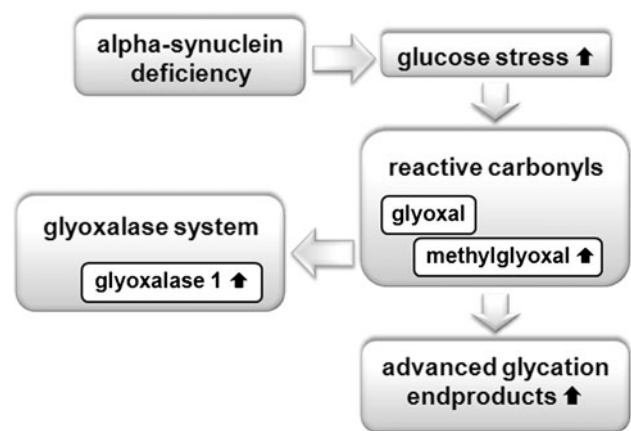 alpha-synuclein
deficiency
glucose stress ⬆
reactive carbonyls
glyoxal
methylglyoxal ⬆
glyoxalase system
glyoxalase 1 ⬆
advanced glycation
endproducts ⬆